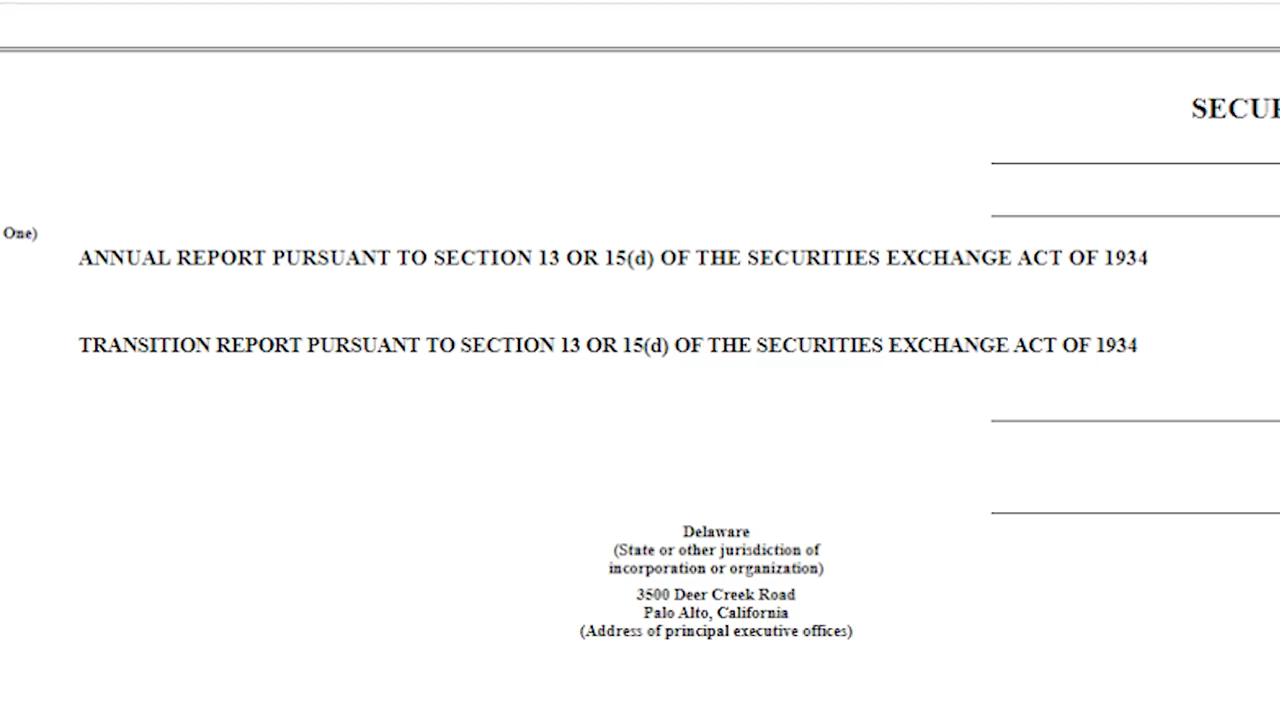 SECU
One)
ANNUAL REPORT PURSUANT TO SECTION 13 OR 15(d) OF THE SECURITIES EXCHANGE ACT OF 1934
TRANSITION REPORT PURSUANT TO SECTION 13 OR 15(d) OF THE SECURITIES EXCHANGE ACT OF 1934
Delaware
(State or other jurisdiction of
incorporation or organization)
3500 Deer Creek Road
Palo Alto, California
(Address of principal executive offices)